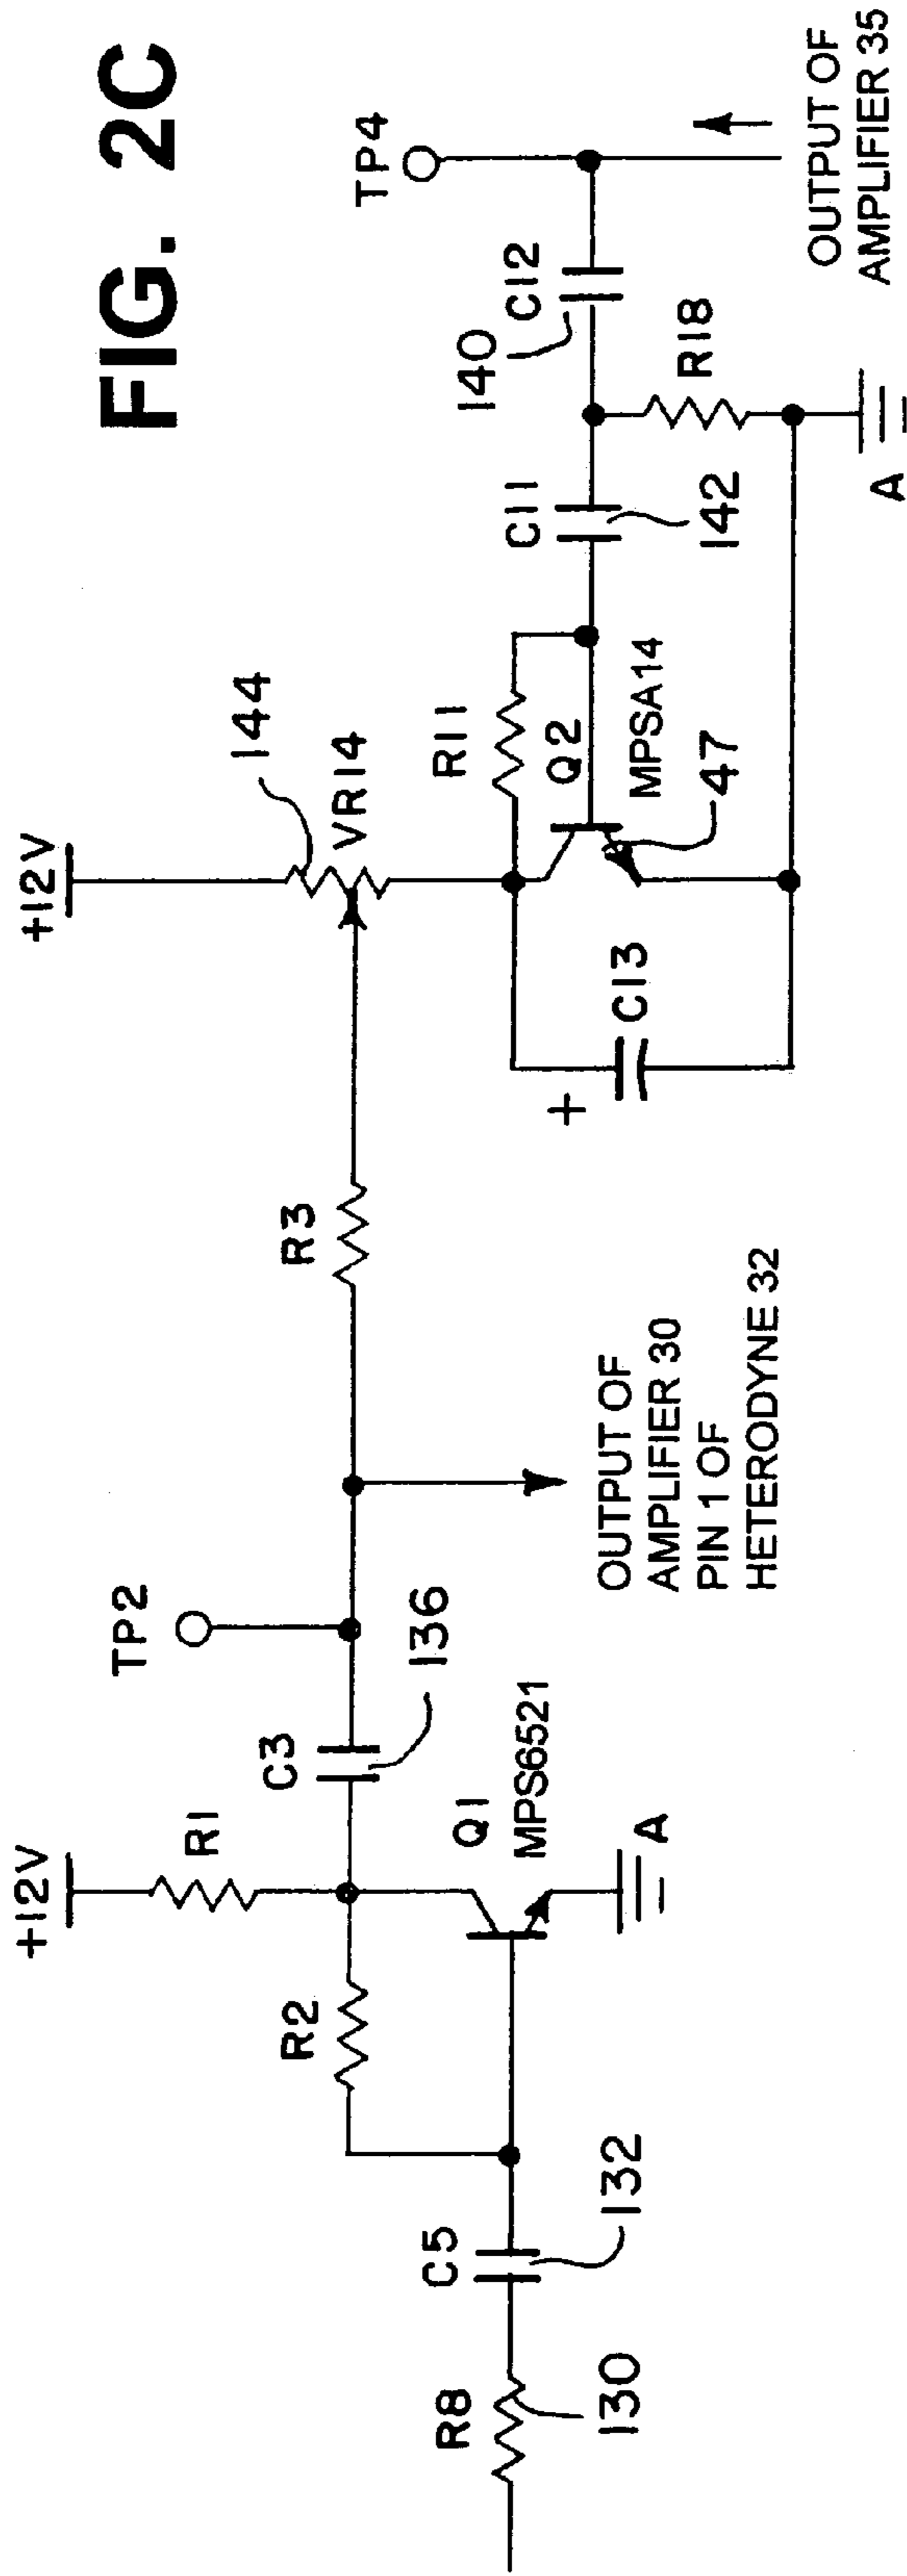 FIG. 2C
+12V
R1
R2
R8
130
C5
132
Q1
MPS6521
A
C3
136
TP2
OUTPUT OF
AMPLIFIER 30
PIN 1 OF
HETERODYNE 32
R3
+12V
144
VR14
R11
Q2
MPSA14
47
+
C13
C11
142
140
C12
R18
A
TP4
OUTPUT OF
AMPLIFIER 35